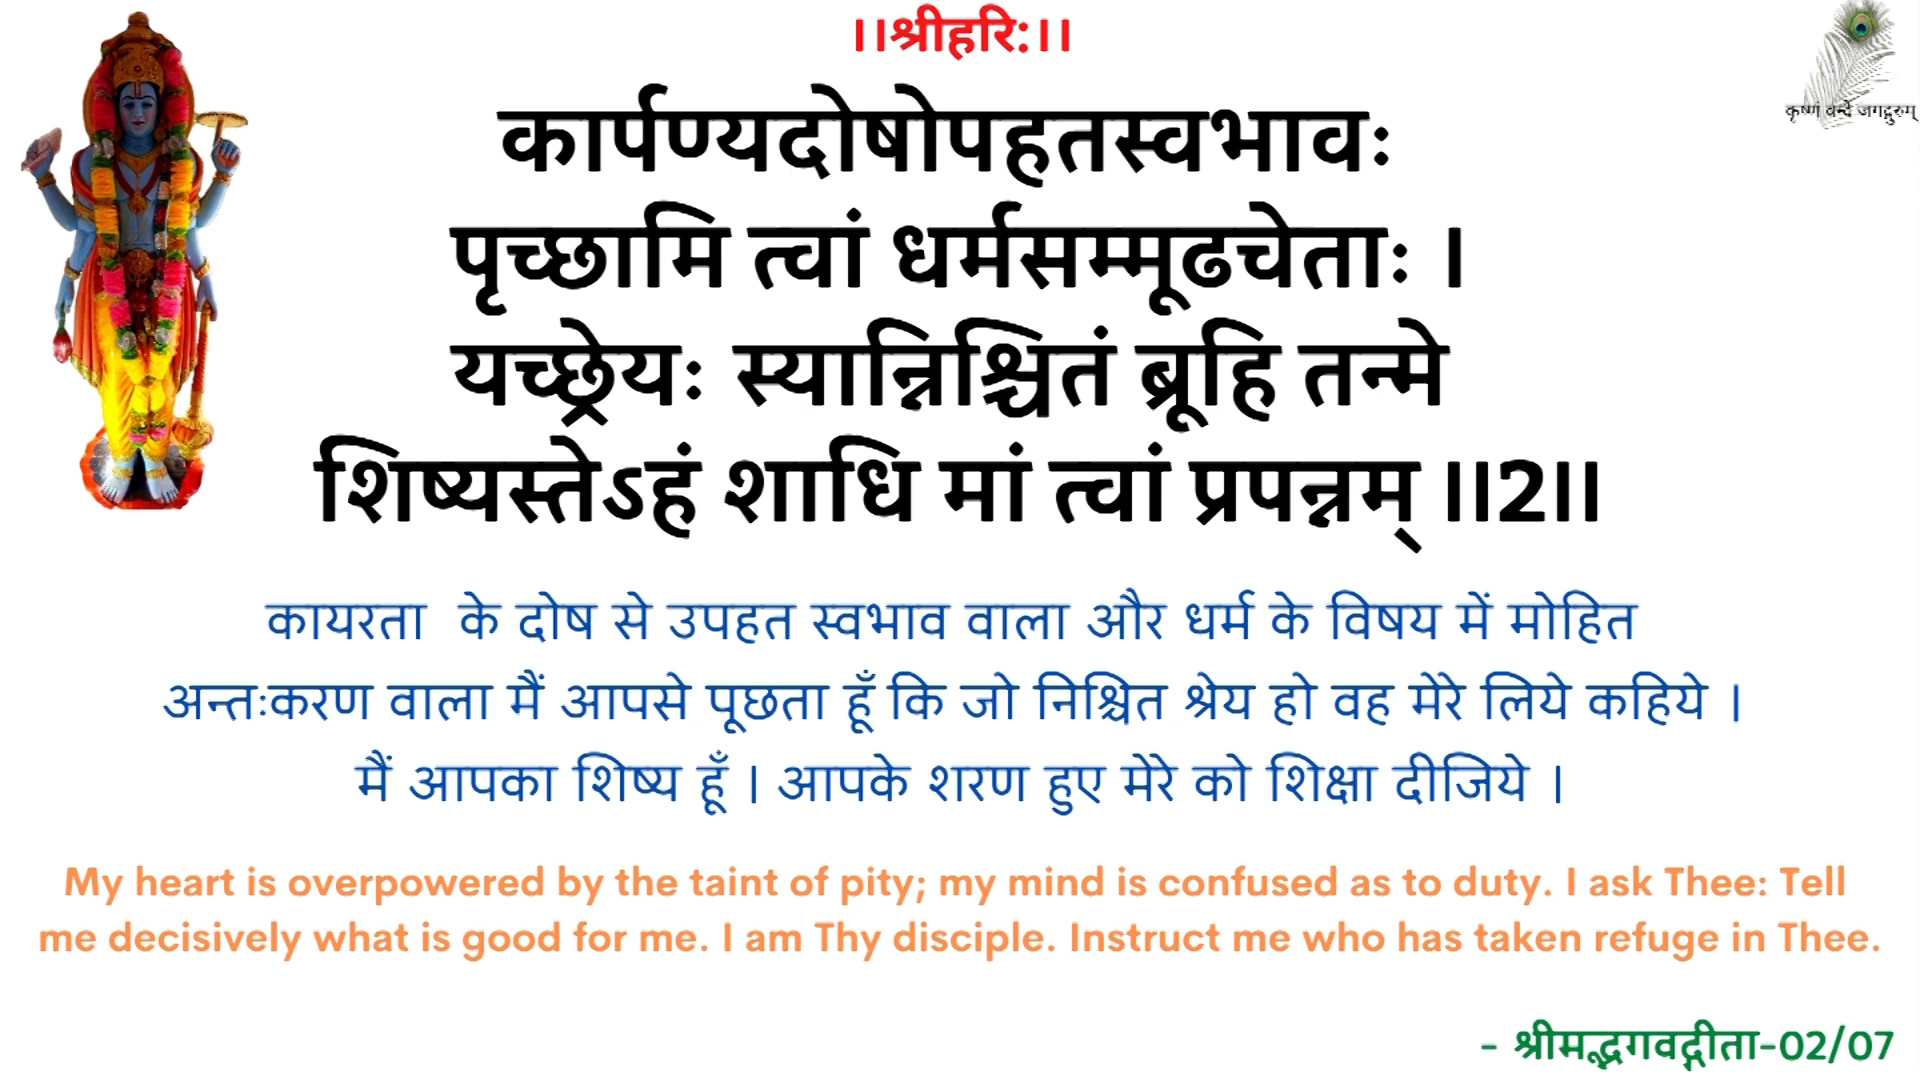 ।।श्रीहरि:।।
कृष्णं वन्दे जगद्गुरुम्
कार्पण्यदोषोपहतस्वभावः
पृच्छामि त्वां धर्मसम्मूढचेताः ।
यच्छ्रेयः स्यान्निश्चितं ब्रूहि तन्मे
शिष्यस्तेऽहं शाधि मां त्वां प्रपन्नम् ।।2।।
कायरता के दोष से उपहत स्वभाव वाला और धर्म के विषय में मोहित
अन्तःकरण वाला मैं आपसे पूछता हूँ कि जो निश्चित श्रेय हो वह मेरे लिये कहिये ।
मैं आपका शिष्य हूँ । आपके शरण हुए मेरे को शिक्षा दीजिये ।
My heart is overpowered by the taint of pity; my mind is confused as to duty. I ask Thee: Tell
me decisively what is good for me. I am Thy disciple. Instruct me who has taken refuge in Thee.
- श्रीमद्भगवद्गीता-02/07